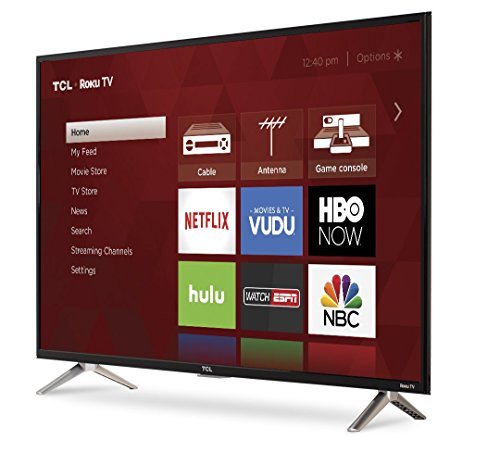 12:40 pm | Options
TCL · Roku TV
Home
My Feed
Movie Store
TV Store
News
Search
Streaming Channels
Settings
Cable
Antenna
Game console
NETFLIX
MOVIES & TV
VUDU
HBO
NOW
hulu
WATCH ESPN
NBC
TCL
Roku TV